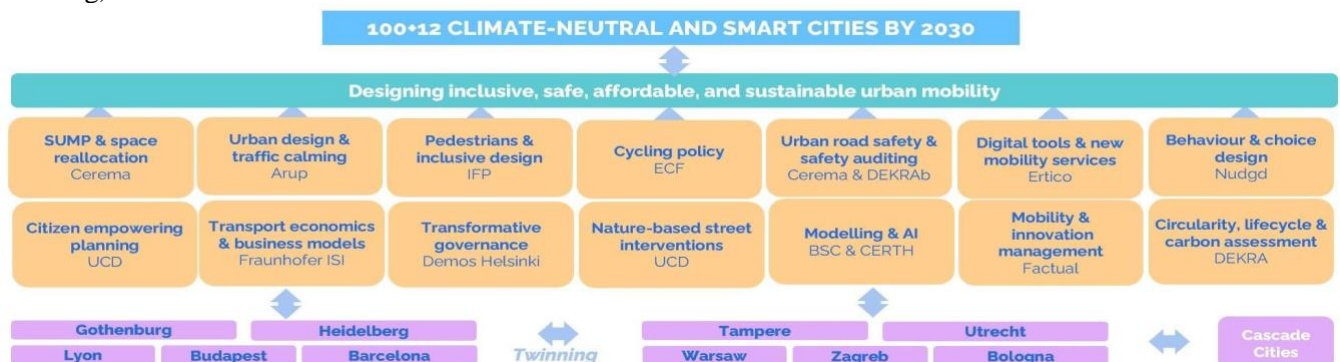 100+12 CLIMATE-NEUTRAL AND SMART CITIES BY 2030
Designing inclusive, safe, affordable, and sustainable urban mobility
SUMP & space
reallocation
Cerema
Urban design &
traffic calming
Arup
Pedestrians &
inclusive design
IFP
Cycling policy
ECF
Urban road safety &
safety auditing
Cerema & DEKRAb
Digital tools & new
mobility services
Ertico
Behaviour & choice
design
Nudgd
Citizen empowering
planning
UCD
Transport economics
& business models
Fraunhofer ISI
Transformative
governance
Demos Helsinki
Nature-based street
interventions
UCD
Modelling & AI
BSC & CERTH
Mobility &
innovation
management
Factual
Circularity, lifecycle &
carbon assessment
DEKRA
Gothenburg
Heidelberg
Lyon
Budapest
Barcelona
Twinning
Tampere
Utrecht
Warsaw
Zagreb
Bologna
Cascade
Cities